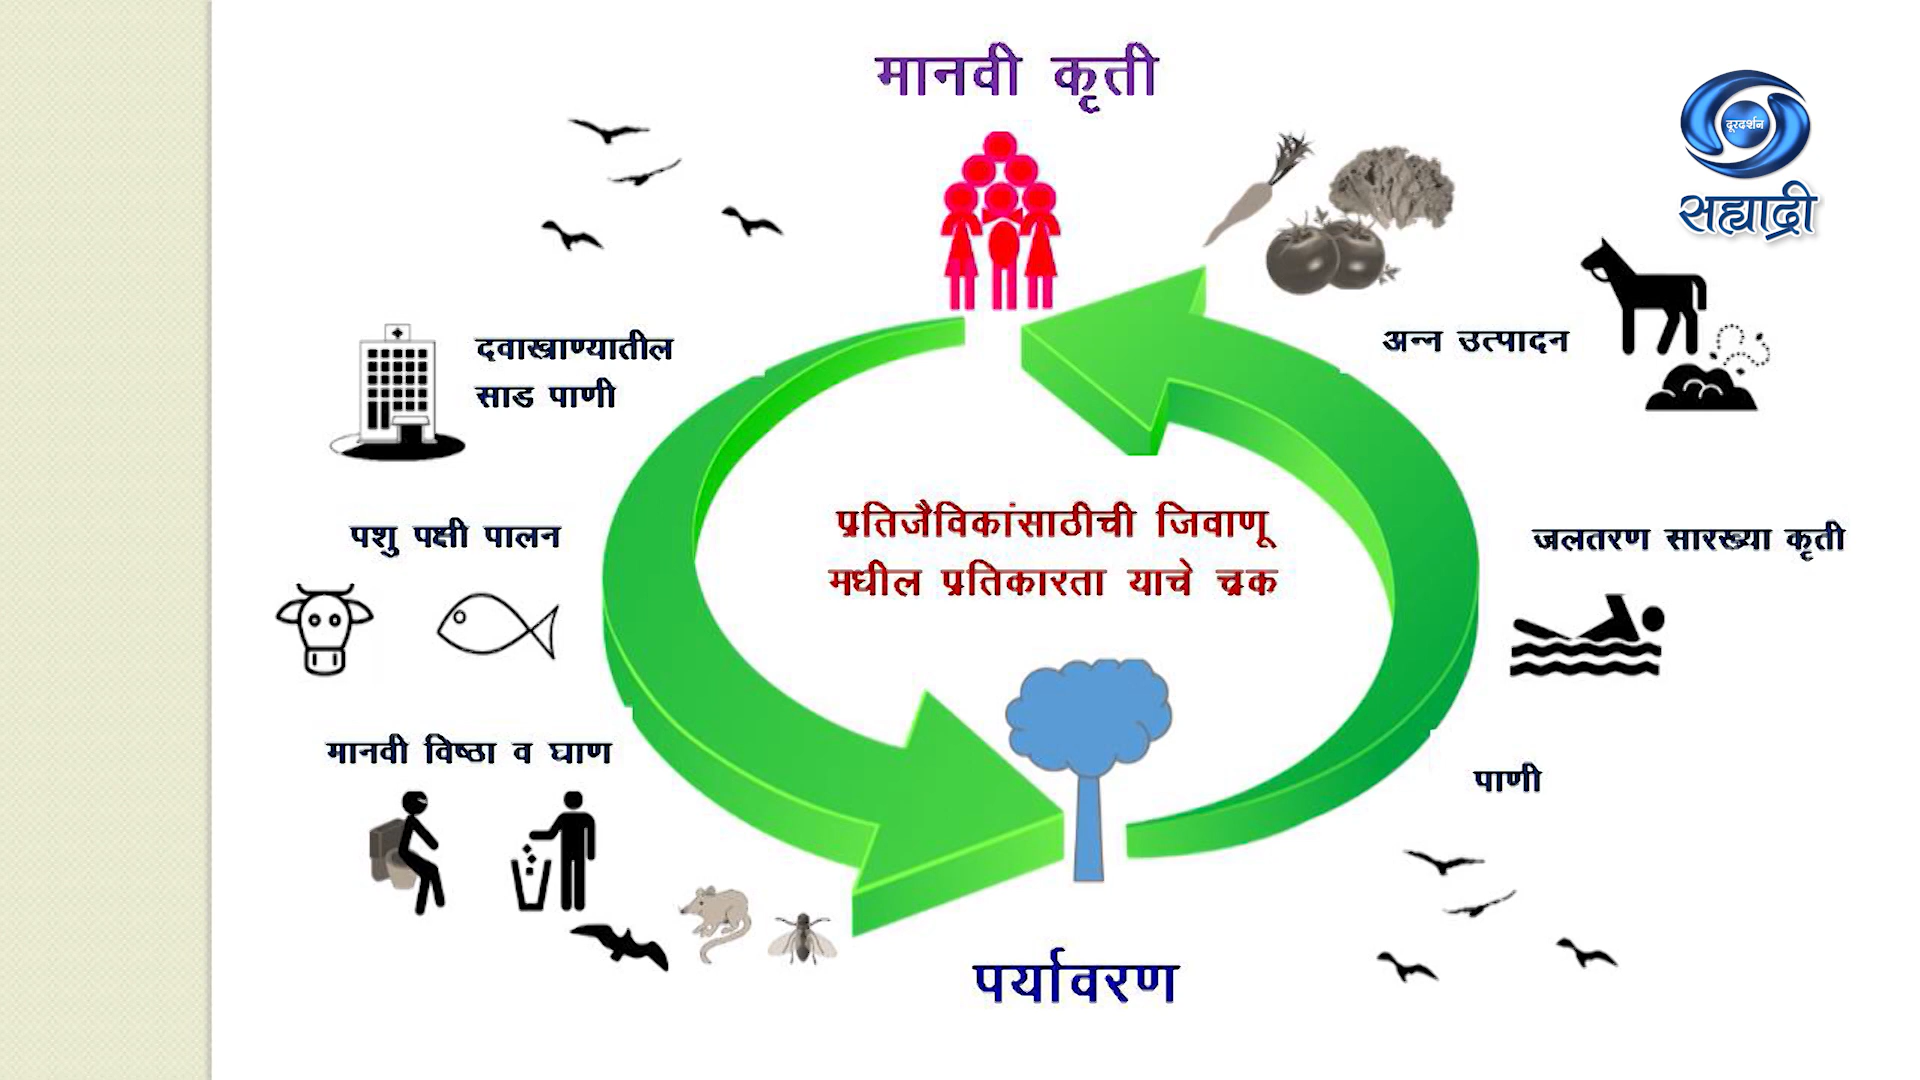 मानवी कृती
दूरदर्शन
सह्याद्री
दवाखाण्यातील
साड पाणी
अन्न उत्पादन
पशु पक्षी पालन
प्रतिजैविकांसाठीची जिवाणू
मधील प्रतिकारता याचे चक्र
जलतरण सारख्या कृती
मानवी विष्ठा व घाण
पाणी
पर्यावरण